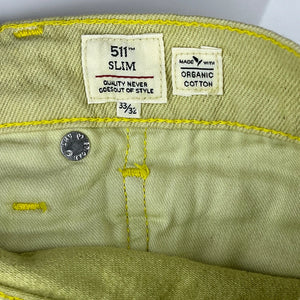 511™
SLIM
QUALITY NEVER
GOES OUT OF STYLE
33/32
MADE WITH
ORGANIC
COTTON